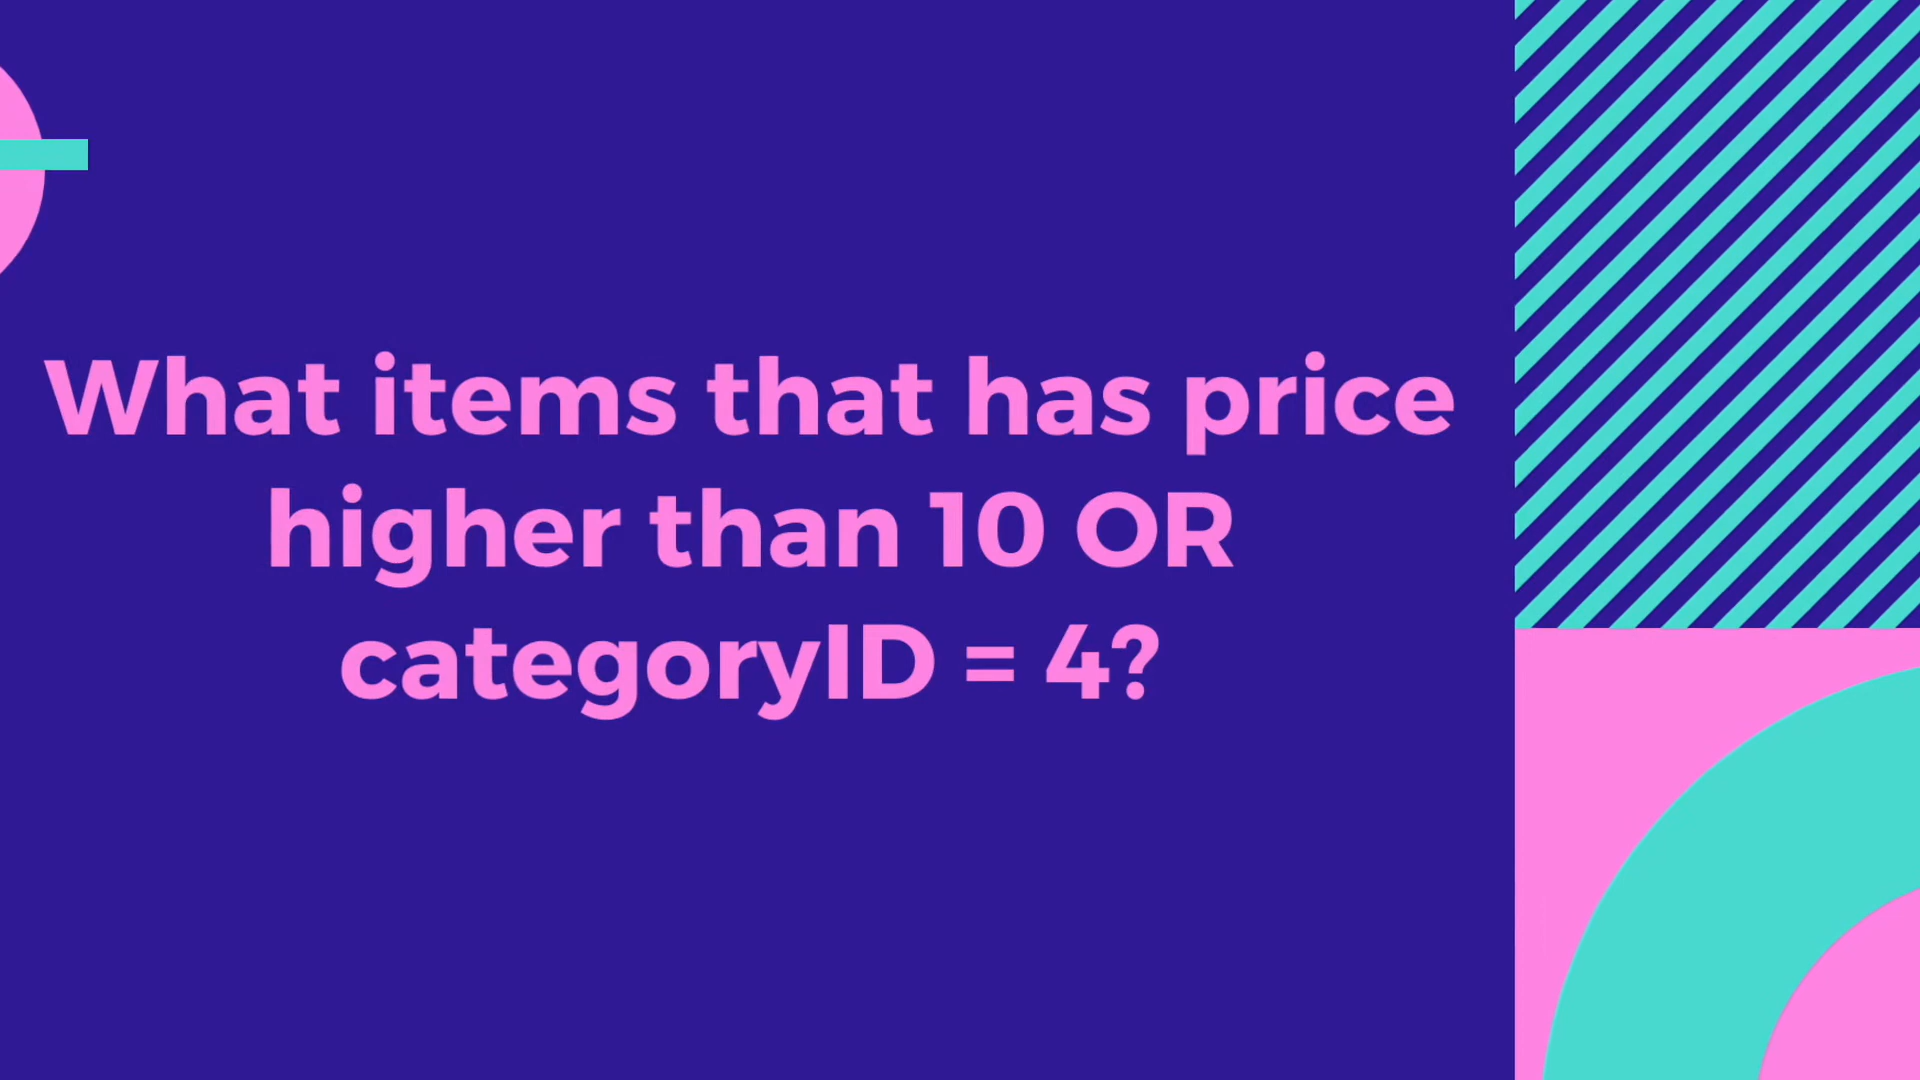 What items that has price
higher than 10 OR
categoryID = 4?